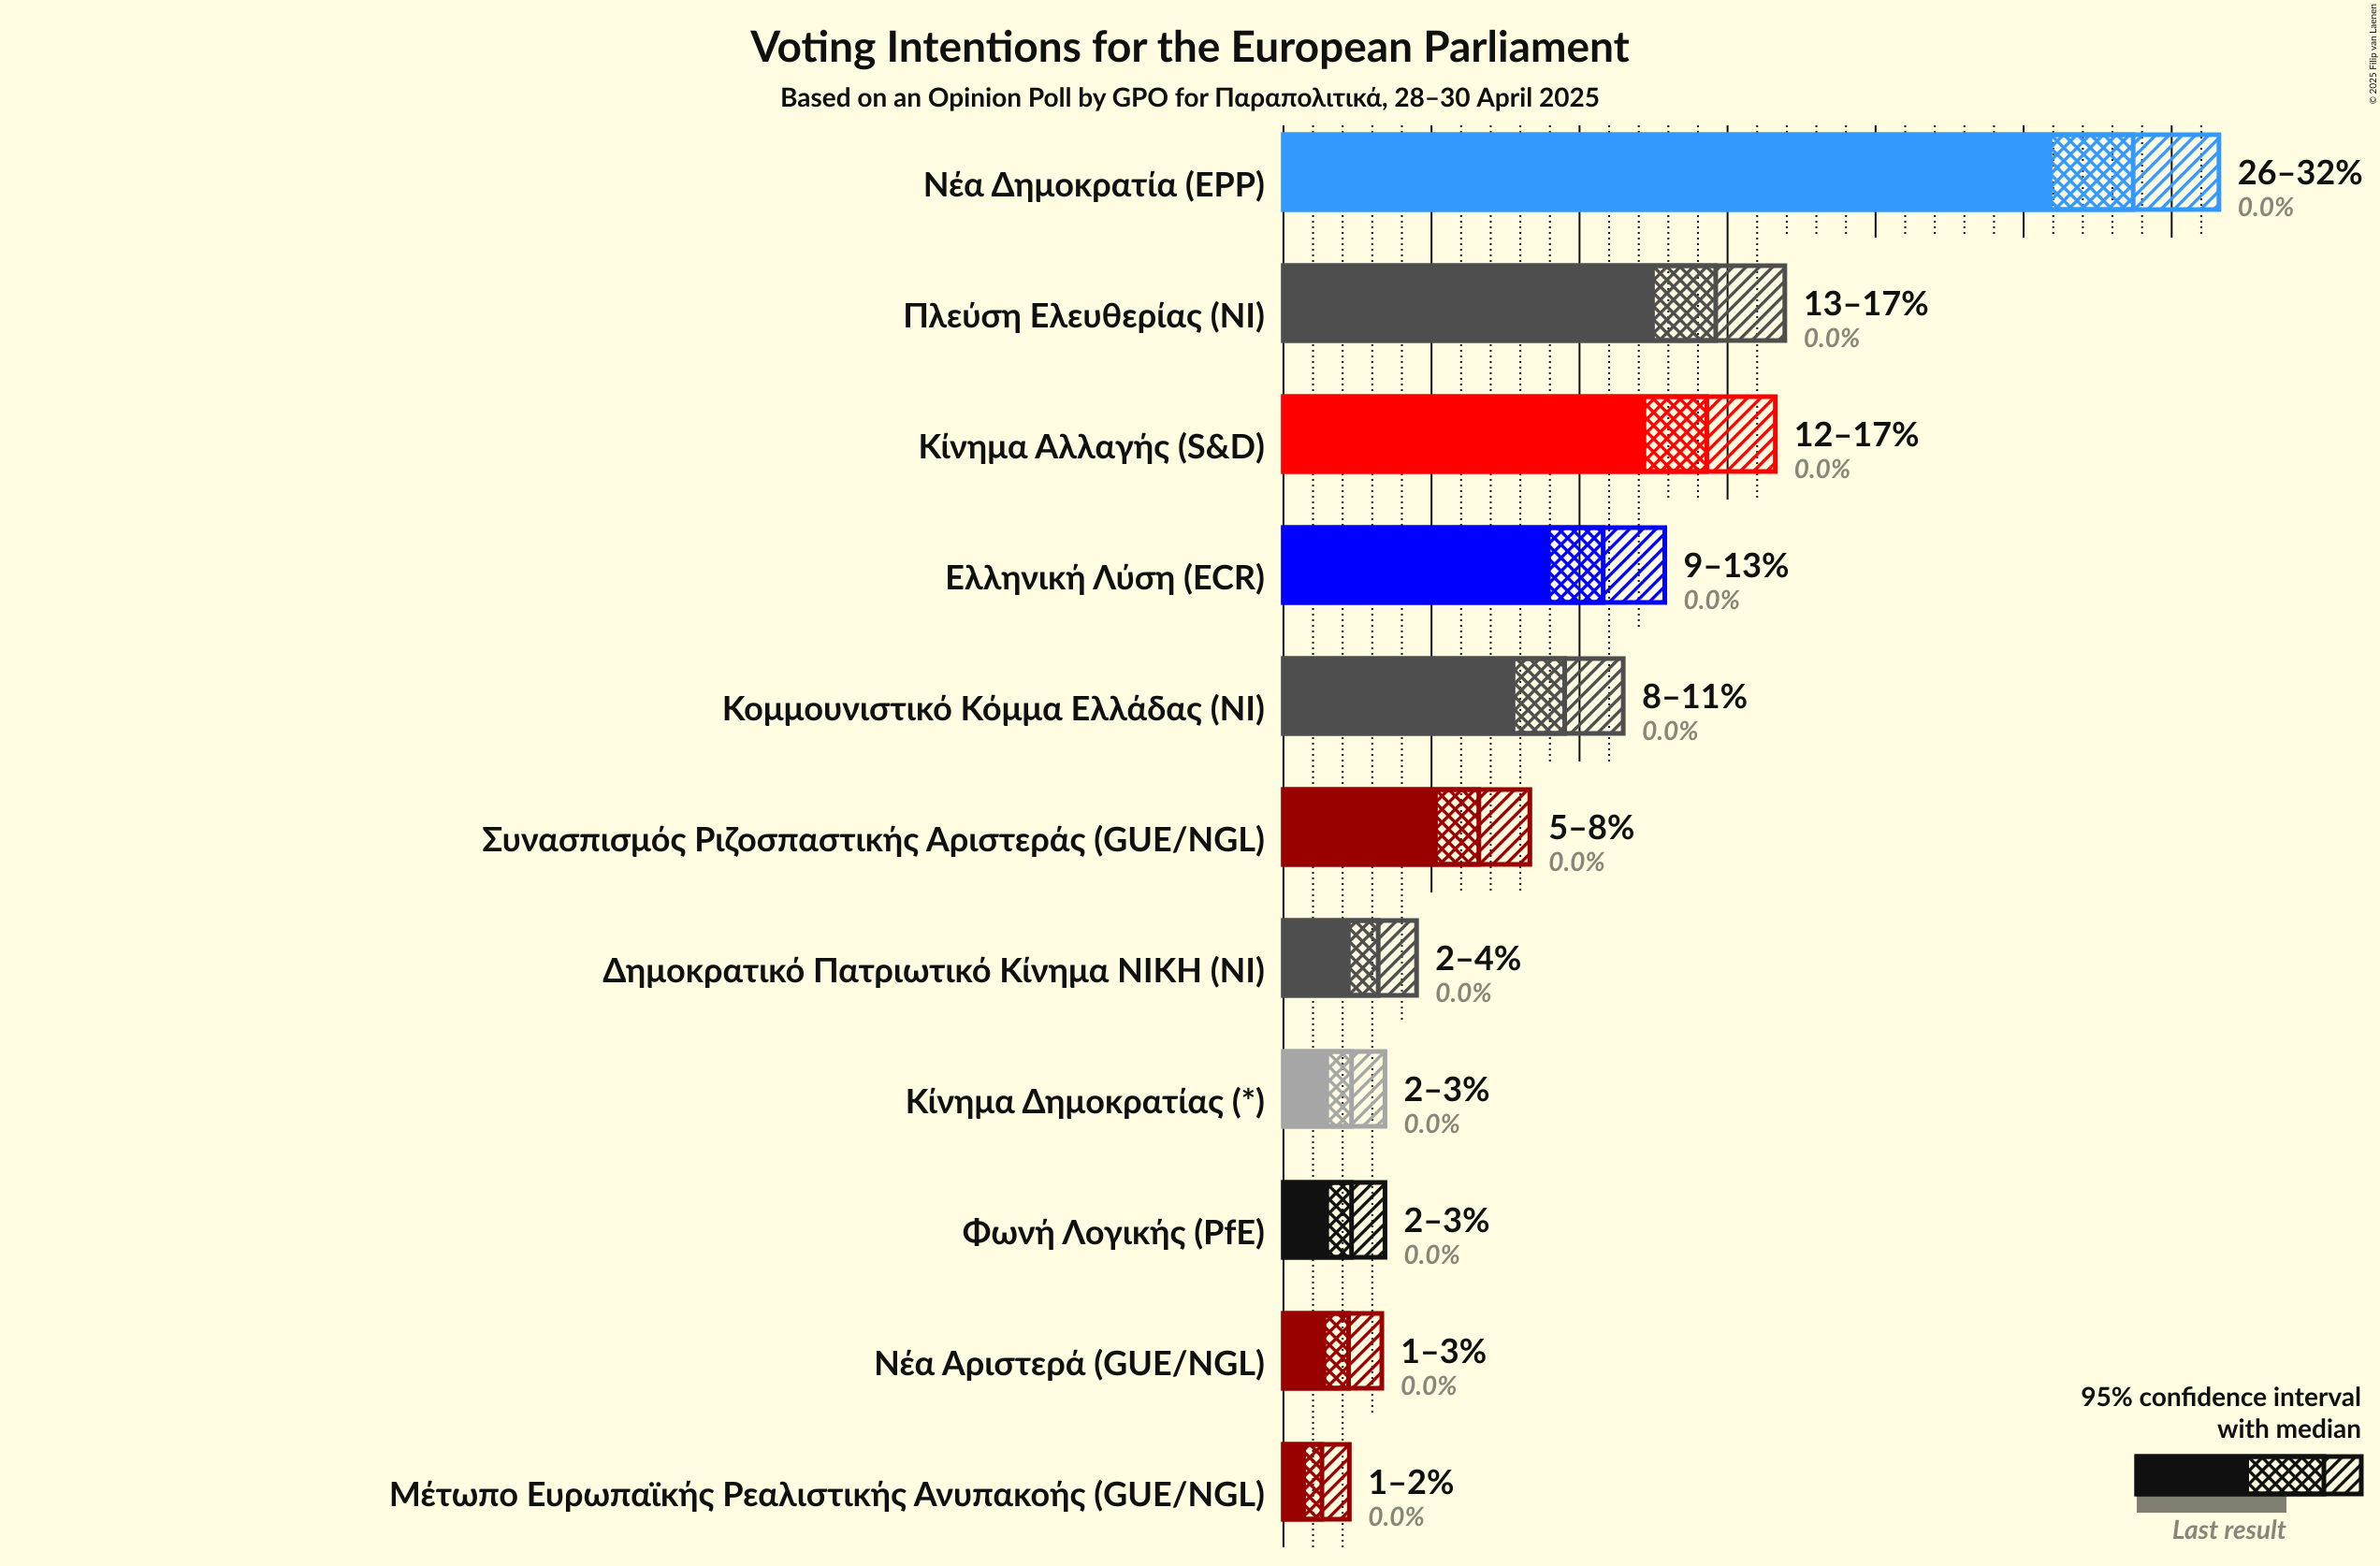 Voting Intentions for the European Parliament
Based on an Opinion Poll by GPO for Παραπολιτικά, 28–30 April 2025
© 2025 Filip van Laenen
Νέα Δημοκρατία (EPP)
26–32%
0.0%
Πλεύση Ελευθερίας (NI)
13–17%
0.0%
Κίνημα Αλλαγής (S&D)
12–17%
0.0%
Ελληνική Λύση (ECR)
9–13%
0.0%
Κομμουνιστικό Κόμμα Ελλάδας (NI)
8–11%
0.0%
Συνασπισμός Ριζοσπαστικής Αριστεράς (GUE/NGL)
5–8%
0.0%
Δημοκρατικό Πατριωτικό Κίνημα ΝΙΚΗ (NI)
2–4%
0.0%
Κίνημα Δημοκρατίας (*)
2–3%
0.0%
Φωνή Λογικής (PfE)
2–3%
0.0%
Νέα Αριστερά (GUE/NGL)
1–3%
0.0%
Μέτωπο Ευρωπαϊκής Ρεαλιστικής Ανυπακοής (GUE/NGL)
1–2%
0.0%
95% confidence interval
with median
Last result